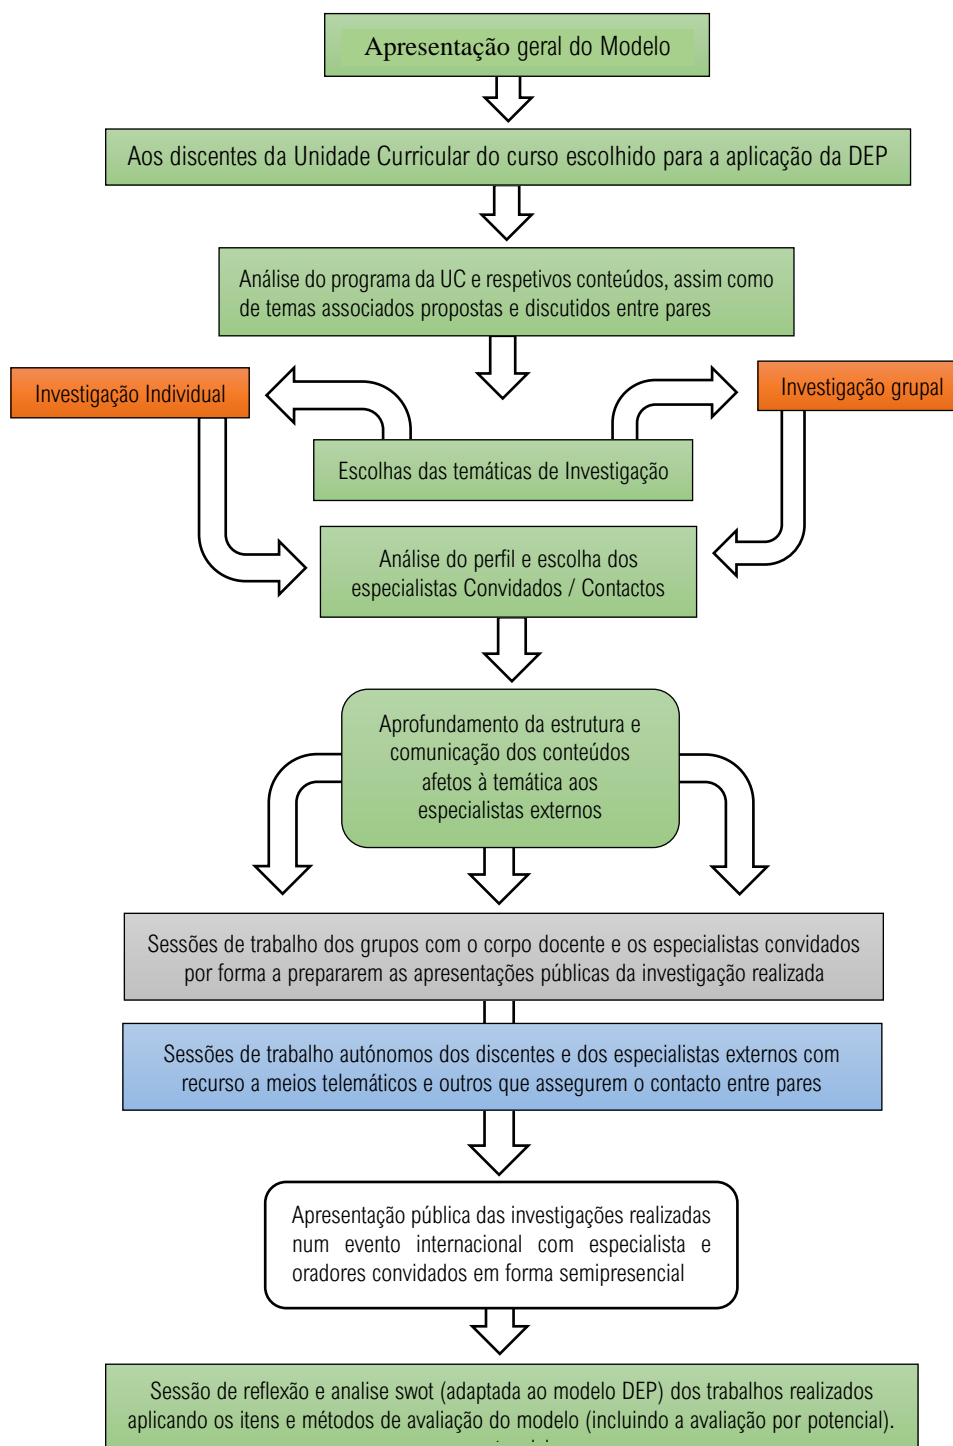 Apresentação geral do Modelo
Aos discentes da Unidade Curricular do curso escolhido para a aplicação da DEP
Análise do programa da UC e respetivos conteúdos, assim como
de temas associados propostas e discutidos entre pares
Investigação Individual
Investigação grupal
Escolhas das temáticas de Investigação
Análise do perfil e escolha dos
especialistas Convidados / Contactos
Aprofundamento da estrutura e
comunicação dos conteúdos
afetos à temática aos
especialistas externos
Sessões de trabalho dos grupos com o corpo docente e os especialistas convidados
por forma a prepararem as apresentações públicas da investigação realizada
Sessões de trabalho autónomos dos discentes e dos especialistas externos com
recurso a meios telemáticos e outros que assegurem o contacto entre pares
Apresentação pública das investigações realizadas
num evento internacional com especialista e
oradores convidados em forma semipresencial
Sessão de reflexão e analise swot (adaptada ao modelo DEP) dos trabalhos realizados
aplicando os itens e métodos de avaliação do modelo (incluindo a avaliação por potencial).